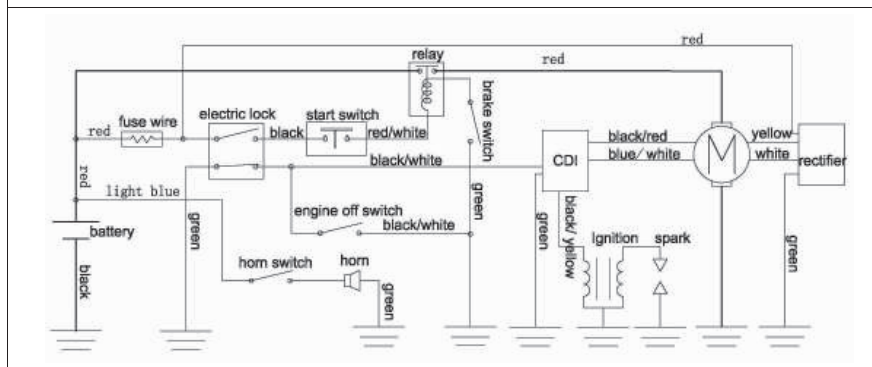 red
red
relay
brake switch
electric lock
start switch
fuse wire
red
black
red/white
black/red
yellow
blue/white
white
CDI
M
rectifier
black/white
red
light blue
green
engine off switch
black/white
green
green
black/yellow
ignition
spark
green
battery
horn switch
horn
green
black